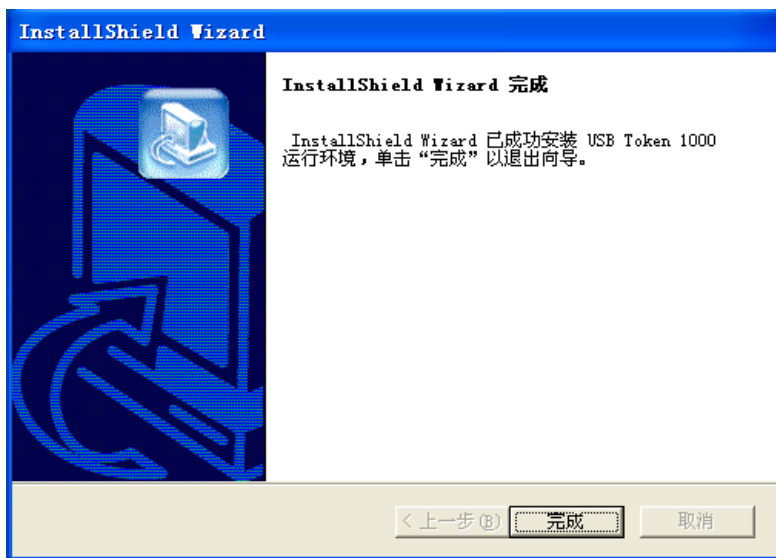 InstallShield Wizard
InstallShield Wizard 完成
InstallShield Wizard 已成功安装 USB Token 1000
运行环境，单击“完成”以退出向导。
< 上一步(B)
完成
取消